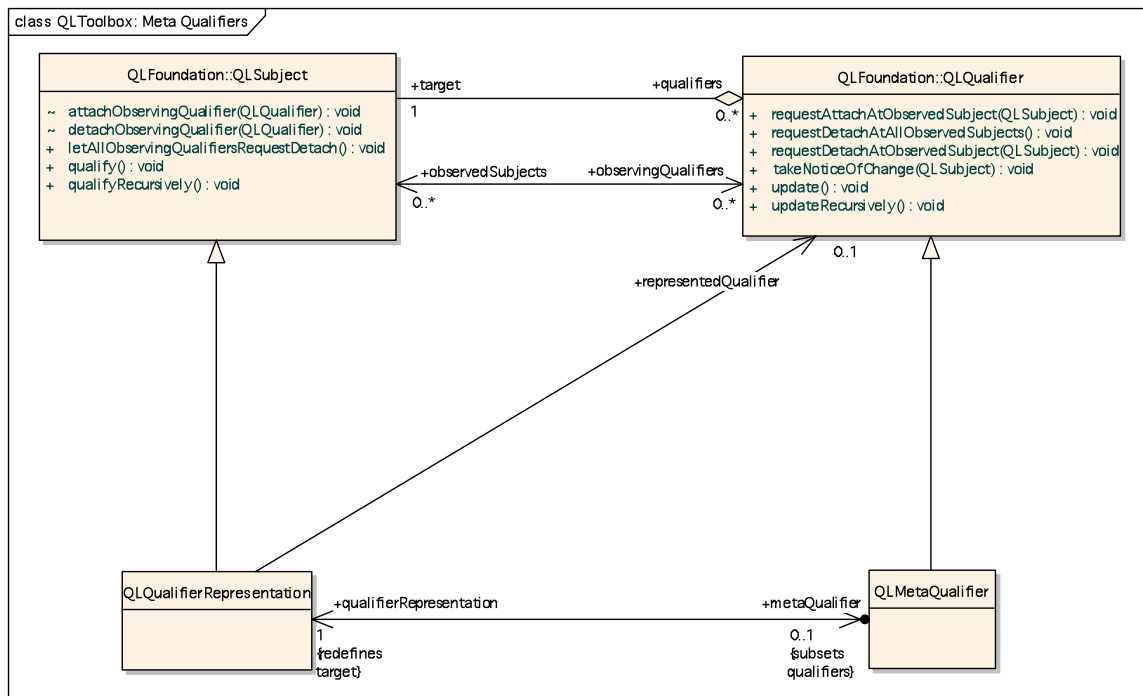 class QLToolbox: Meta Qualifiers
QLFoundation::QLSubject
~ attachObservingQualifier(QLQualifier) : void
~ detachObservingQualifier(QLQualifier) : void
+ letAllObservingQualifiersRequestDetach() : void
+ qualify() : void
+ qualifyRecursively() : void
+target
1
+qualifiers
0..*
QLFoundation::QLQualifier
+ requestAttachAtObservedSubject(QLSubject) : void
+ requestDetachAtAllObservedSubjects() : void
+ requestDetachAtObservedSubject(QLSubject) : void
+ takeNoticeOfChange(QLSubject) : void
+ update() : void
+ updateRecursively() : void
+observedSubjects
0..*
+observingQualifiers
0..*
0..1
+representedQualifier
QLQualifierRepresentation
+qualifierRepresentation
1
{redefines
target}
+metaQualifier
0..1
{subsets
qualifiers}
QLMetaQualifier